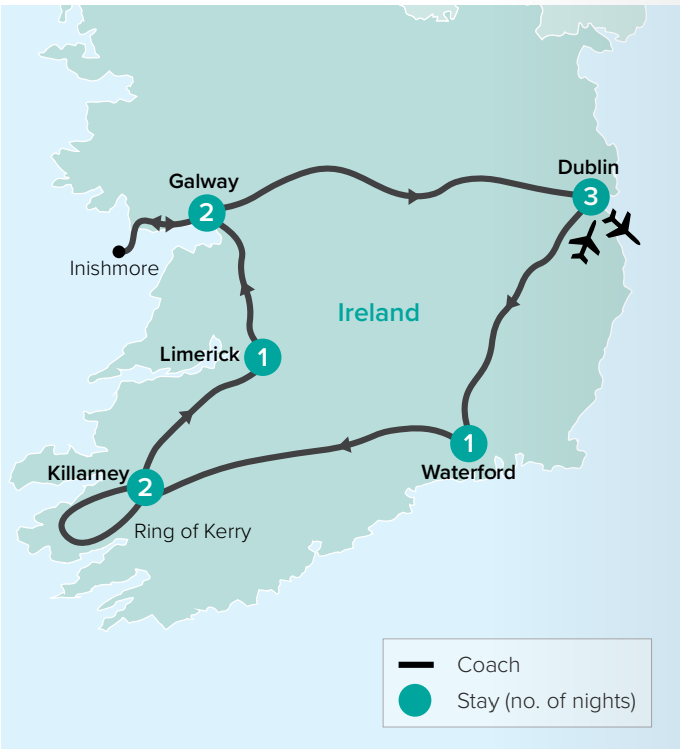 Dublin
3
Galway
2
Inishmore
Ireland
Limerick
1
1
Waterford
Killarney
2
Ring of Kerry
Coach
Stay (no. of nights)